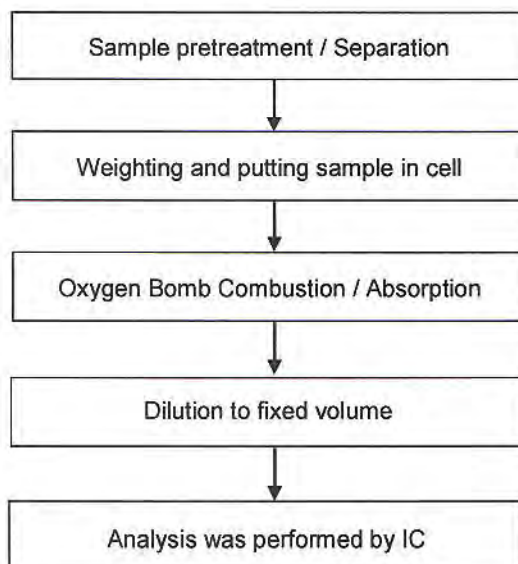 Sample pretreatment / Separation
Weighting and putting sample in cell
Oxygen Bomb Combustion / Absorption
Dilution to fixed volume
Analysis was performed by IC